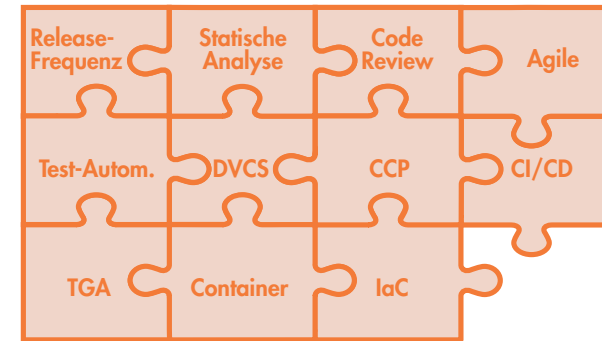 Release-
Frequenz
Statische
Analyse
Code
Review
Agile
Test-Autom.
DVCS
CCP
CI/CD
TGA
Container
IaC